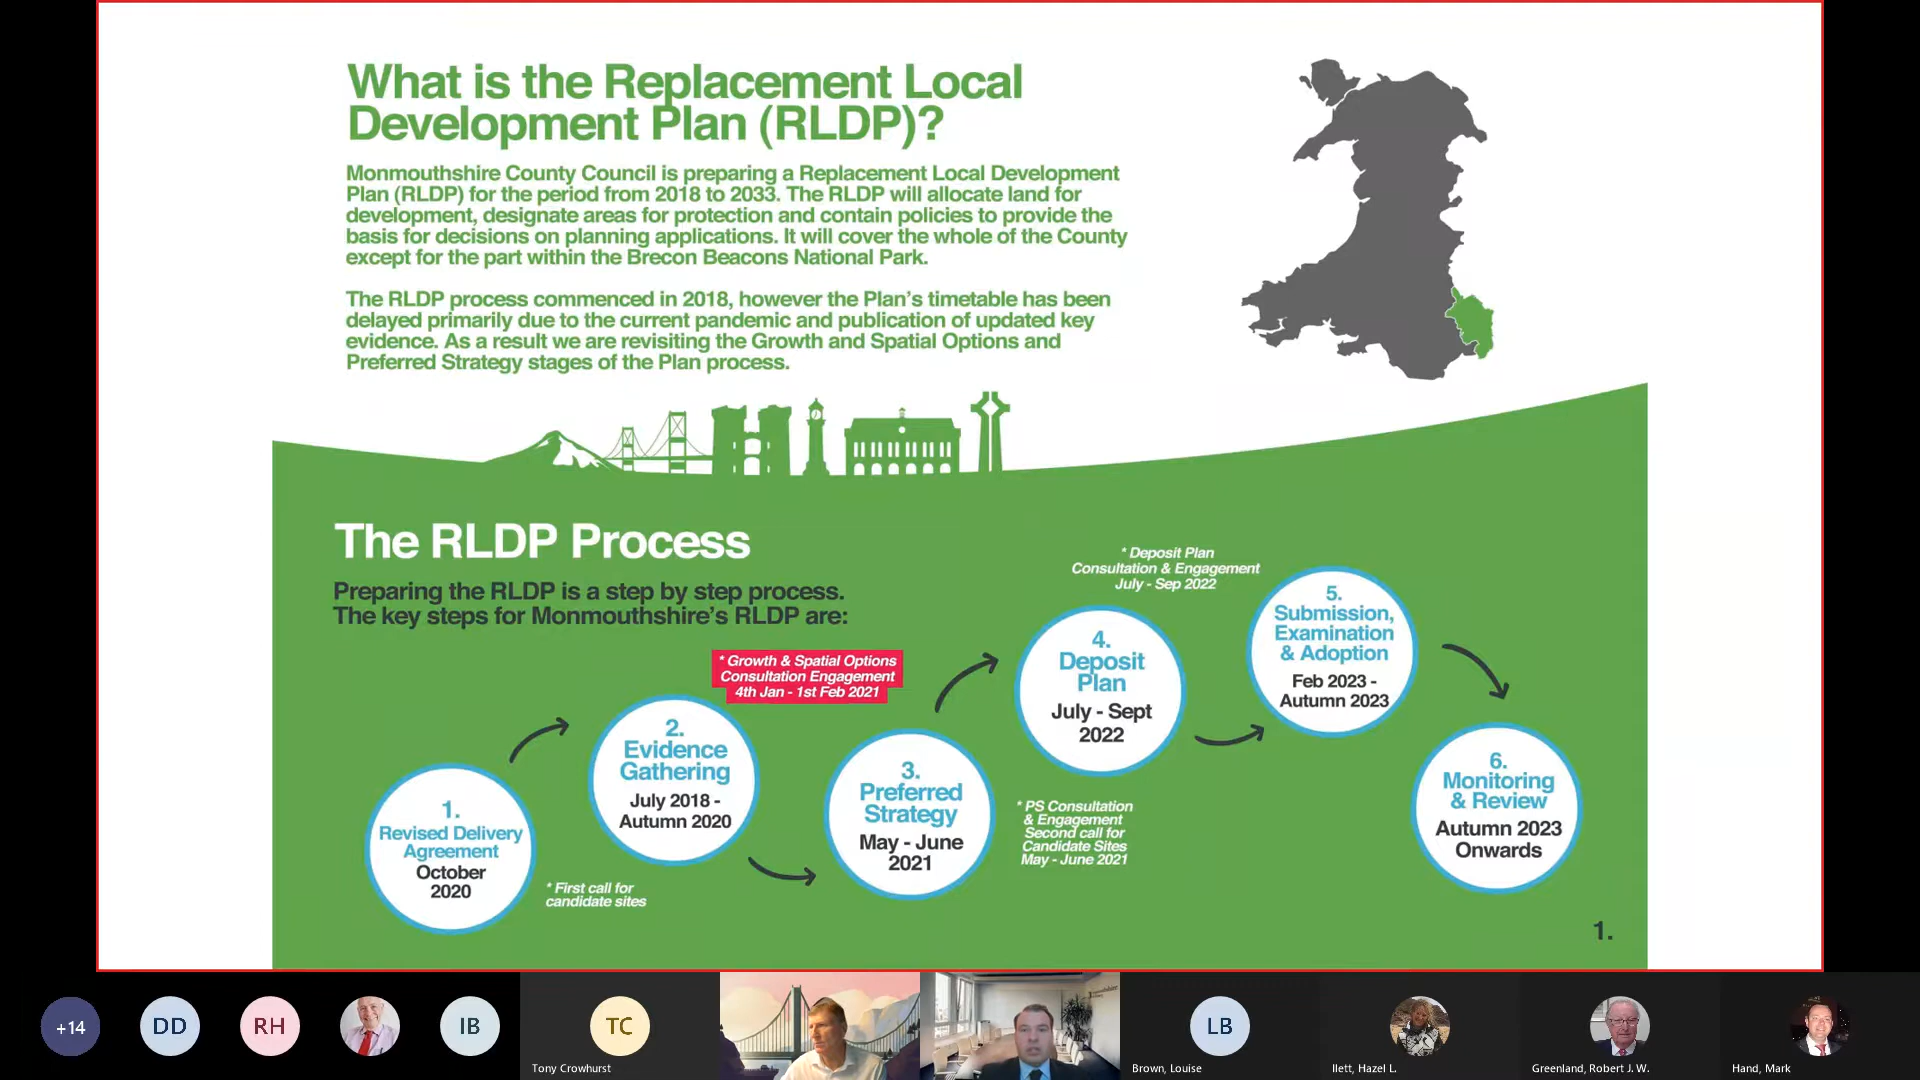 What is the Replacement Local
Development Plan (RLDP)?
Monmouthshire County Council is preparing a Replacement Local Development
Plan (RLDP) for the period from 2018 to 2033. The RLDP will allocate land for
development, designate areas for protection and contain policies to provide the
basis for decisions on planning applications. It will cover the whole of the County
except for the part within the Brecon Beacons National Park.
The RLDP process commenced in 2018, however the Plan's timetable has been
delayed primarily due to the current pandemic and publication of updated key
evidence. As a result we are revisiting the Growth and Spatial Options and
Preferred Strategy stages of the Plan process.
The RLDP Process
Preparing the RLDP is a step by step process.
The key steps for Monmouthshire's RLDP are:
1.
Revised Delivery
Agreement
October
2020
* First call for
candidate sites
2.
Evidence
Gathering
July 2018 -
Autumn 2020
* Growth & Spatial Options
Consultation Engagement
4th Jan - 1st Feb 2021
3.
Preferred
Strategy
May - June
2021
* PS Consultation
& Engagement
Second call for
Candidate Sites
May - June 2021
4.
Deposit
Plan
July - Sept
2022
* Deposit Plan
Consultation & Engagement
July - Sep 2022
5.
Submission,
Examination
& Adoption
Feb 2023 -
Autumn 2023
6.
Monitoring
& Review
Autumn 2023
Onwards
1.
+14
DD
RH
IB
TC
Tony Crowhurst
LB
Brown, Louise
Ilett, Hazel L.
Greenland, Robert J. W.
Hand, Mark